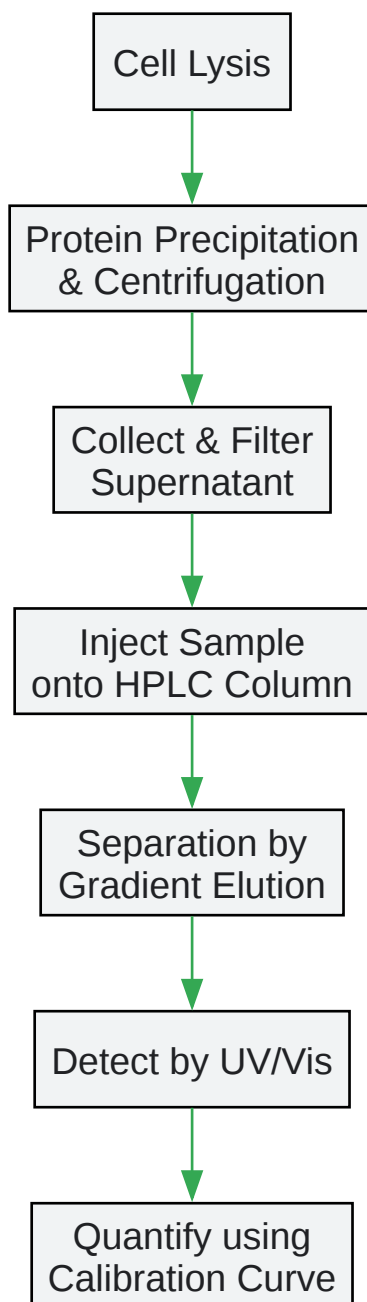 Cell Lysis
Protein Precipitation
& Centrifugation
Collect & Filter
Supernatant
Inject Sample
onto HPLC Column
Separation by
Gradient Elution
Detect by UV/Vis
Quantify using
Calibration Curve